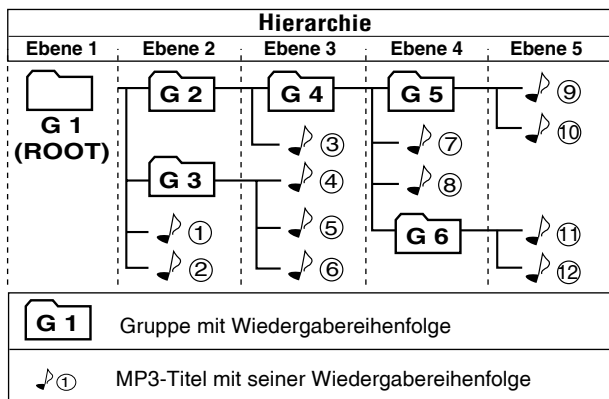 Hierarchie
Ebene 1 Ebene 2 Ebene 3 Ebene 4 Ebene 5
G 1
(ROOT)
G 2 G 4 G 5 ⑨
③ ⑦ ⑩
G 3 ④ ⑧
① ⑤ G 6 ⑪
② ⑥ ⑫
G 1 Gruppe mit Wiedergabereihenfolge
① MP3-Titel mit seiner Wiedergabereihenfolge